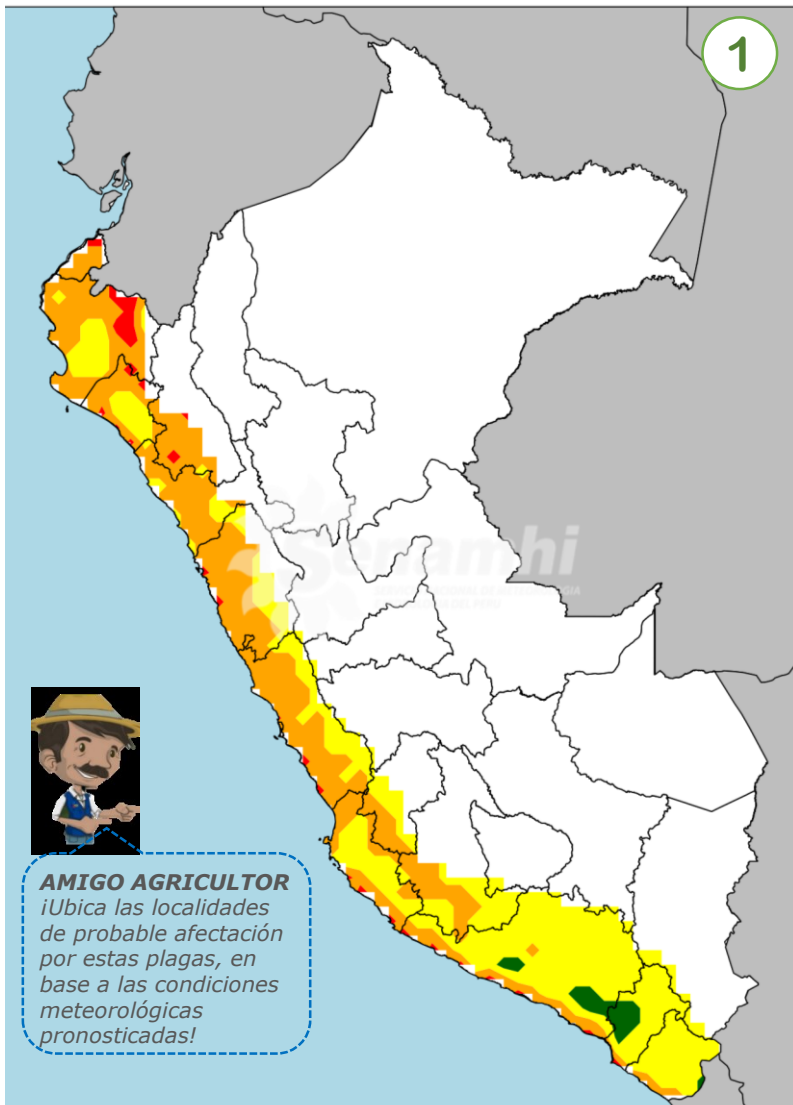 1
Senamhi
AMIGO AGRICULTOR
¡Ubica las localidades
de probable afectación
por estas plagas, en
base a las condiciones
meteorológicas
pronosticadas!